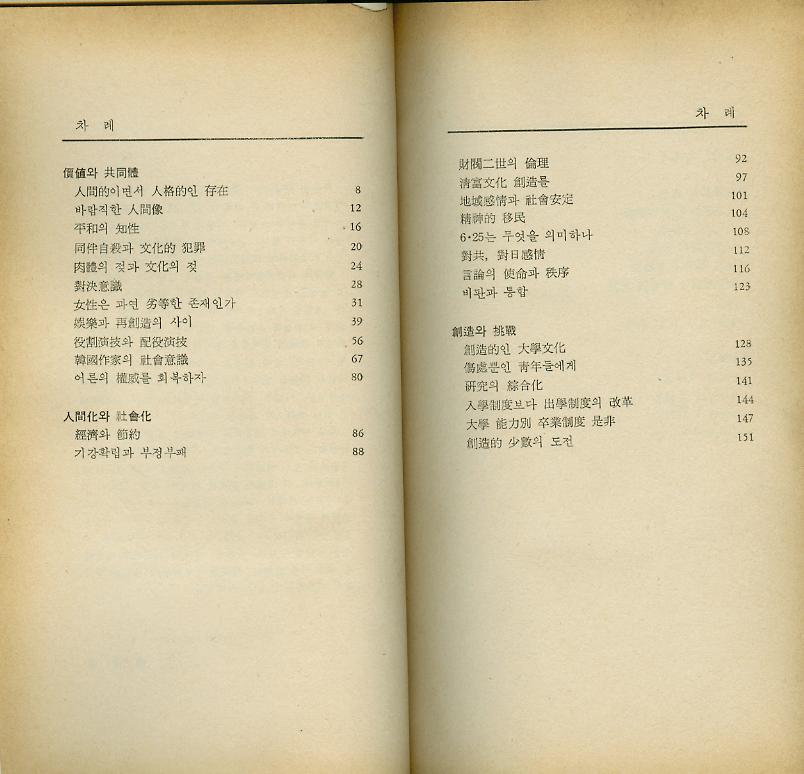 차 례
價値와 共同體
人間的이면서 人格的인 存在 8
바람직한 人間像 12
平和의 知性 16
同伴自殺과 文化的 犯罪 20
肉體의 것과 文化의 것 24
對決意識 28
女性은 과연 劣等한 존재인가 31
娛樂과 再創造의 사이 39
役割演技와 配役演技 56
韓國作家의 社會意識 67
어른의 權威를 회복하자 80
人間化와 社會化
經濟와 節約 86
기강확립과 부정부패 88
차 례
財閥二世의 倫理 92
淸富文化 創造를 97
地域感情과 社會安定 101
精神的 移民 104
6·25는 무엇을 의미하나 108
對共, 對日感情 112
言論의 使命과 秩序 116
비판과 통합 123
創造와 挑戰
創造的인 大學文化 128
傷處뿐인 靑年들에게 135
硏究의 綜合化 141
入學制度보다 出學制度의 改革 144
大學 能力別 卒業制度 是非 147
創造的 少數의 도전 151